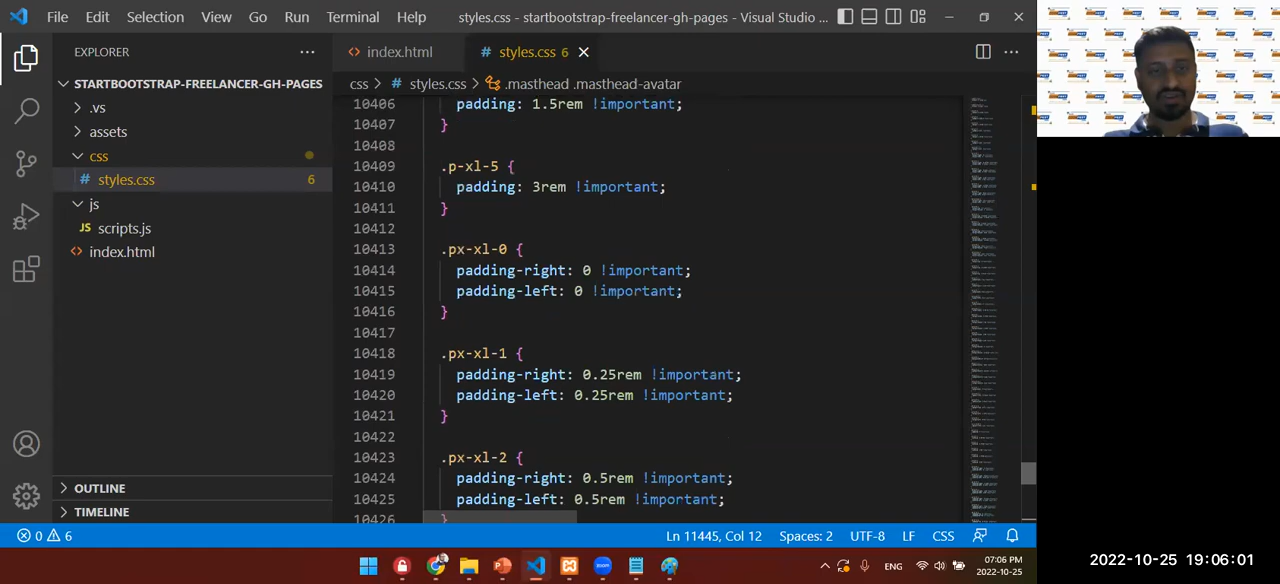 File Edit Selection View Go Run Terminal Help styles.css - startbootstrap-freelancer-gh-pages - Visual Studio ...
EXPLORER
STARTBOOTSTRAP-FREELANCER-GH-PAGES
.vs
assets
css
# styles.css 6
js
JS scripts.js
<> index.html
OUTLINE
TIMELINE
<> index.html
# styles.css 6
# styles.css > .masthead .masthead-avatar
10406 padding: 1.5rem !important;
10407 }
10408
10409 .p-xl-5 {
10410 padding: 3rem !important;
10411 }
10412
10413 .px-xl-0 {
10414 padding-right: 0 !important;
10415 padding-left: 0 !important;
10416 }
10417
10418 .px-xl-1 {
10419 padding-right: 0.25rem !important;
10420 padding-left: 0.25rem !important;
10421 }
10422
10423 .px-xl-2 {
10424 padding-right: 0.5rem !important;
10425 padding-left: 0.5rem !important;
10426 }
0 6 Ln 11445, Col 12 Spaces: 2 UTF-8 LF CSS
zoom
ENG
07:06 PM
2022-10-25
2022-10-25 19:06:01